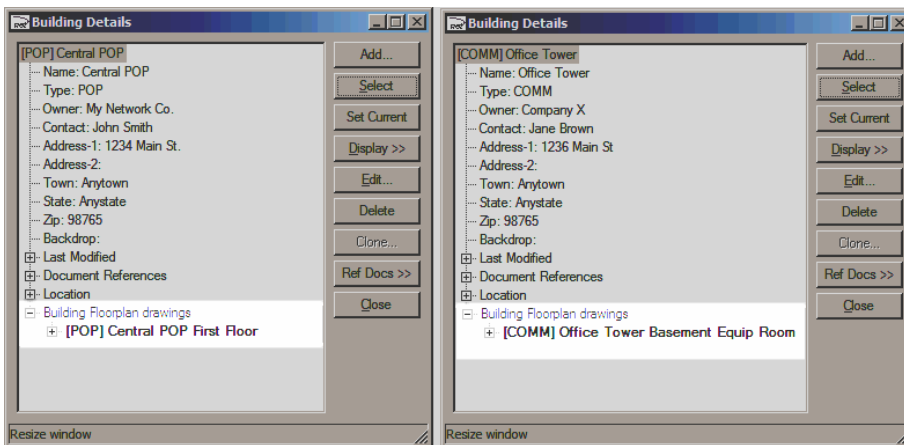 Building Details
[POP] Central POP
Name: Central POP
Type: POP
Owner: My Network Co.
Contact: John Smith
Address-1: 1234 Main St.
Address-2:
Town: Anytown
State: Anystate
Zip: 98765
Backdrop:
Last Modified
Document References
Location
Building Floorplan drawings
[POP] Central POP First Floor
Add...
Select
Set Current
Display >>
Edit...
Delete
Clone...
Ref Docs >>
Close
Resize window
Building Details
[COMM] Office Tower
Name: Office Tower
Type: COMM
Owner: Company X
Contact: Jane Brown
Address-1: 1236 Main St
Address-2:
Town: Anytown
State: Anystate
Zip: 98765
Backdrop:
Last Modified
Document References
Location
Building Floorplan drawings
[COMM] Office Tower Basement Equip Room
Add...
Select
Set Current
Display >>
Edit...
Delete
Clone...
Ref Docs >>
Close
Resize window